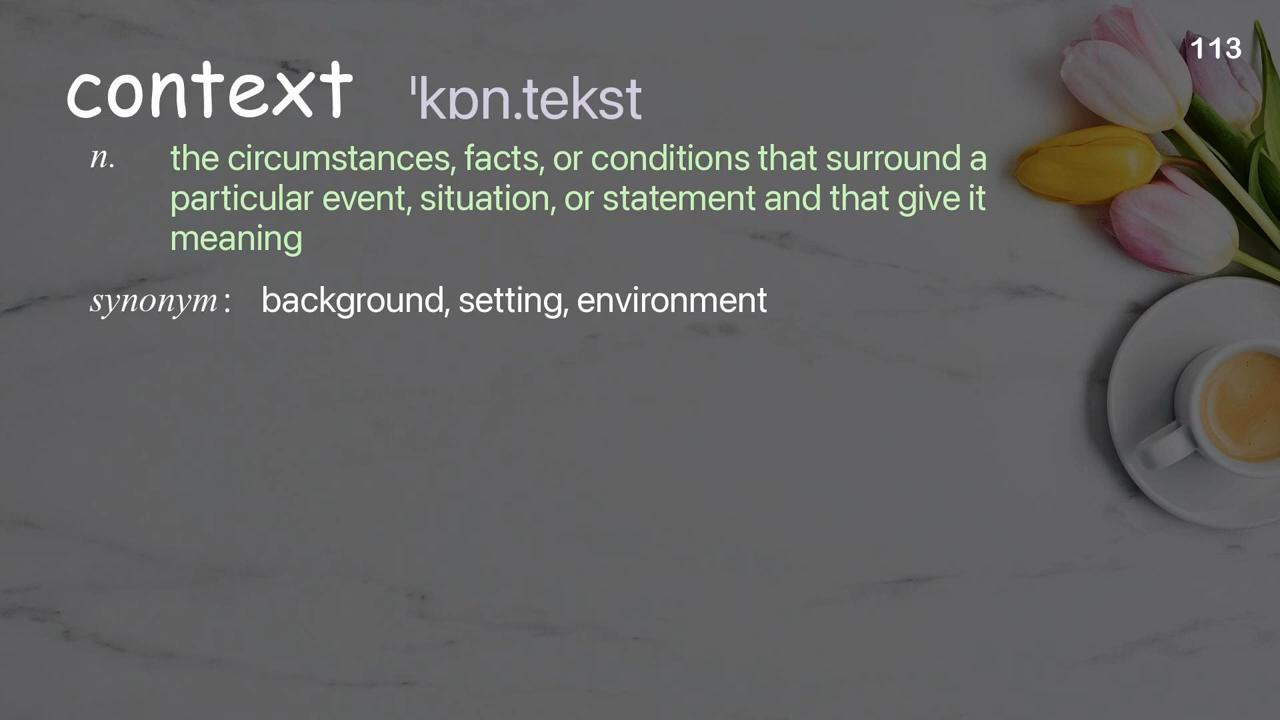 113
context ˈkɒn.tekst
n. the circumstances, facts, or conditions that surround a
particular event, situation, or statement and that give it
meaning
synonym: background, setting, environment